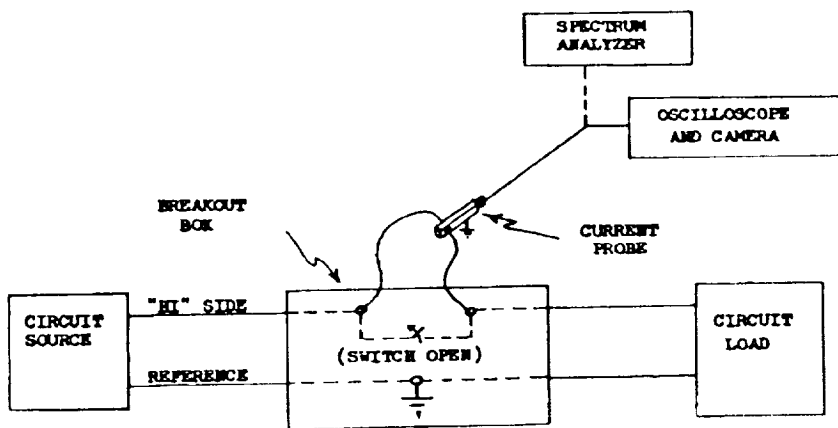 SPECTRUM
ANALYZER
OSCILLOSCOPE
AND CAMERA
BREAKOUT
BOX
CURRENT
PROBE
"HI" SIDE
CIRCUIT
SOURCE
(SWITCH OPEN)
CIRCUIT
LOAD
REFERENCE